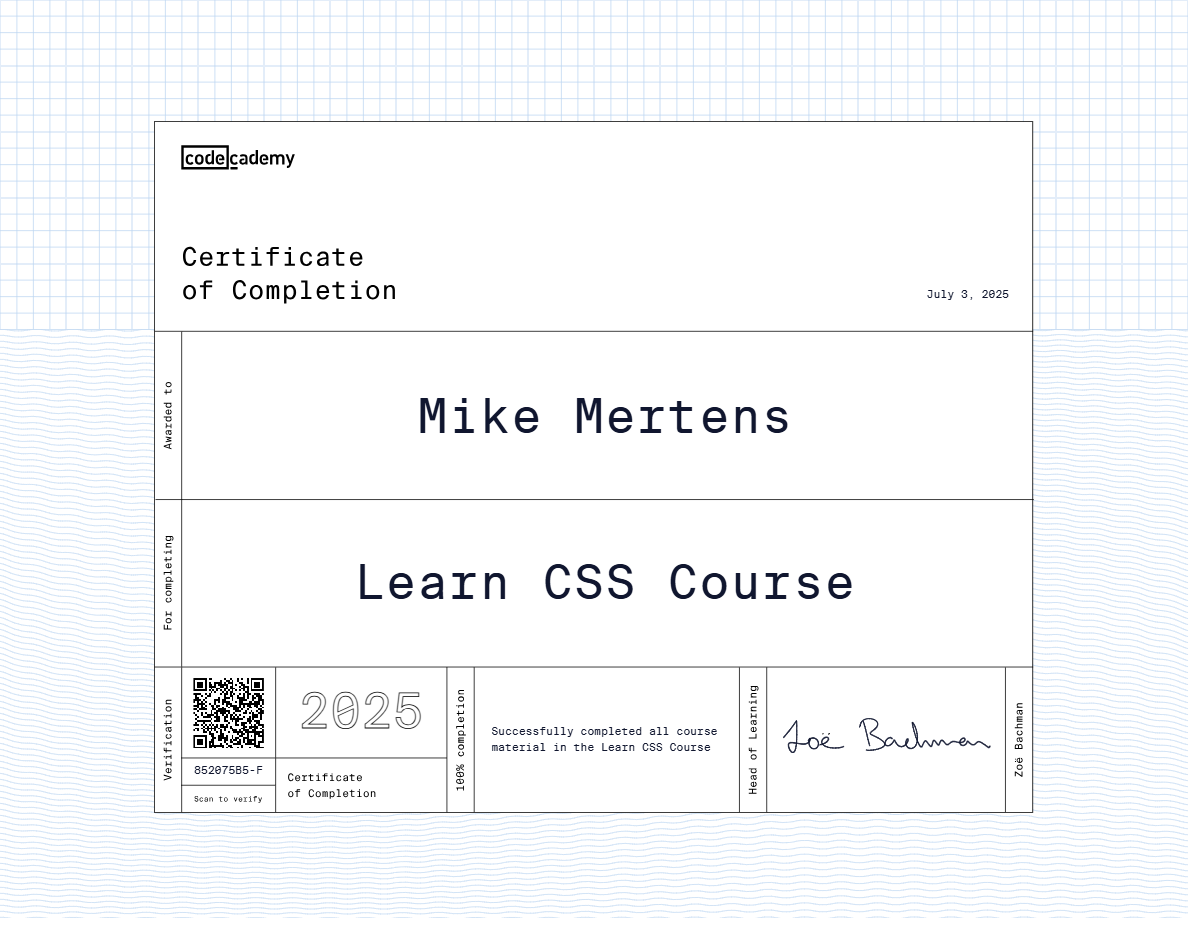 codecademy
Certificate
of Completion
July 3, 2025
Awarded to
Mike Mertens
For completing
Learn CSS Course
Verification
852075B5-F
Scan to verify
2025
Certificate
of Completion
100% completion
Successfully completed all course
material in the Learn CSS Course
Head of Learning
Zoë Bachman
Zoë Bachman